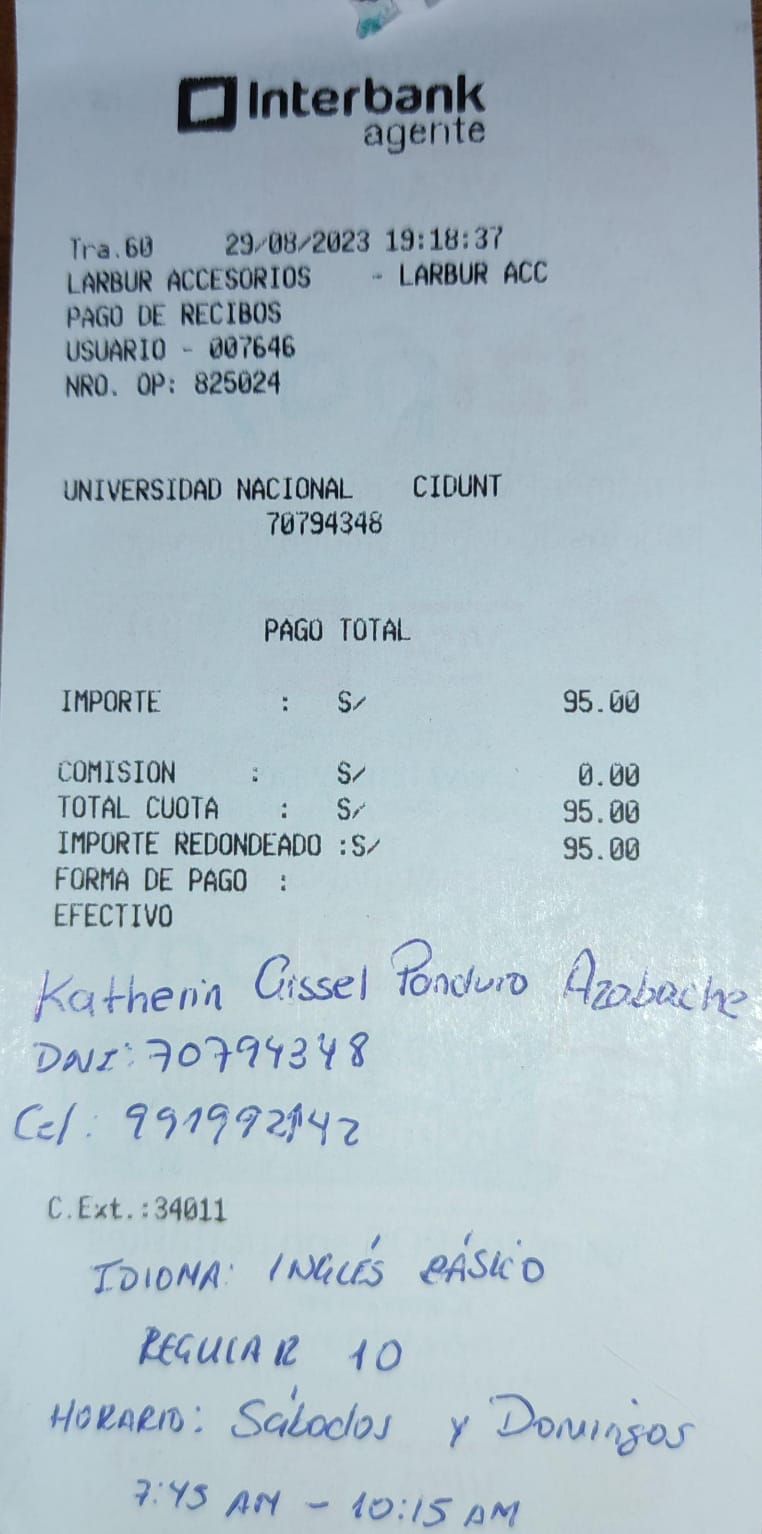 Interbank
agente
Tra.60 29/08/2023 19:18:37
LARBUR ACCESORIOS - LARBUR ACC
PAGO DE RECIBOS
USUARIO - 007646
NRO. OP: 825024
UNIVERSIDAD NACIONAL CIDUNT
70794348
PAGO TOTAL
IMPORTE : S/ 95.00
COMISION : S/ 0.00
TOTAL CUOTA : S/ 95.00
IMPORTE REDONDEADO :S/ 95.00
FORMA DE PAGO :
EFECTIVO
Katherin Gissel Panduro Azabache
DNI: 70794348
Cel: 991992142
C.Ext.:34011
IDIOMA: INGLÉS BÁSICO
REGULAR 10
HORARIO: Sábados y Domingos
7:45 AM - 10:15 AM